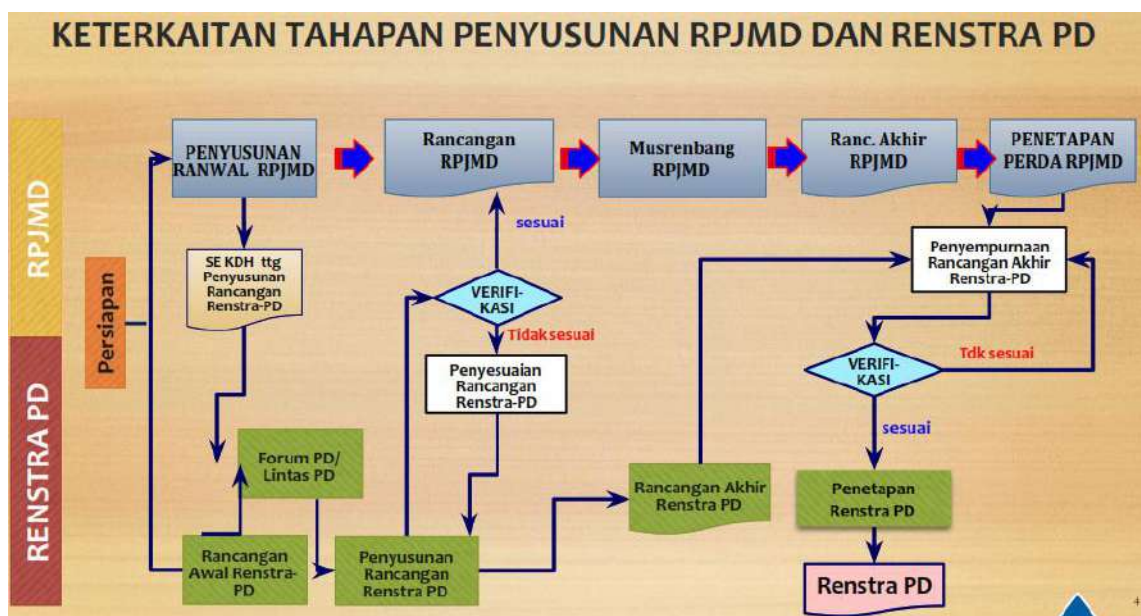 KETERKAITAN TAHAPAN PENYUSUNAN RPJMD DAN RENSTRA PD
RPJMD
RENSTRA PD
Persiapan
PENYUSUNAN
RANWAL RPJMD
Rancangan
RPJMD
Musrenbang
RPJMD
Ranc. Akhir
RPJMD
PENETAPAN
PERDA RPJMD
sesuai
SE KDH ttg
Penyusunan
Rancangan
Renstra-PD
VERIFI-
KASI
Tidak sesuai
Penyesuaian
Rancangan
Renstra-PD
Penyempurnaan
Rancangan Akhir
Renstra-PD
VERIFI-
KASI
Tdk sesuai
sesuai
Forum PD/
Lintas PD
Rancangan
Awal Renstra-
PD
Penyusunan
Rancangan
Renstra PD
Rancangan Akhir
Renstra PD
Penetapan
Renstra PD
Renstra PD
4